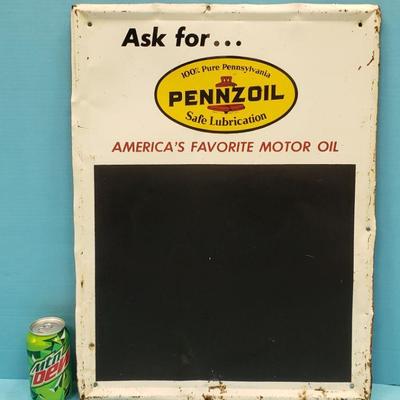 Ask for...
100% Pure Pennsylvania
PENNZOIL
Safe Lubrication
AMERICA'S FAVORITE MOTOR OIL
Mtn
DEW